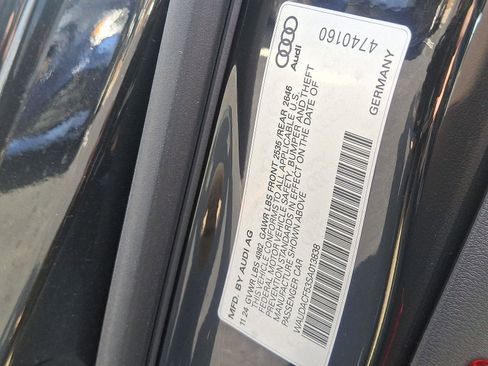 Audi
4740160
MFD. BY AUDI AG
GERMANY
11.24 GVWR LBS 4982 GAWR LBS FRONT 2535 /REAR 2646
THIS VEHICLE CONFORMS TO ALL APPLICABLE U.S.
FEDERAL MOTOR VEHICLE SAFETY, BUMPER AND THEFT
PREVENTION STANDARDS IN EFFECT ON THE DATE OF
MANUFACTURE SHOWN ABOVE
PASSENGER CAR
WAUDACF53SA013838